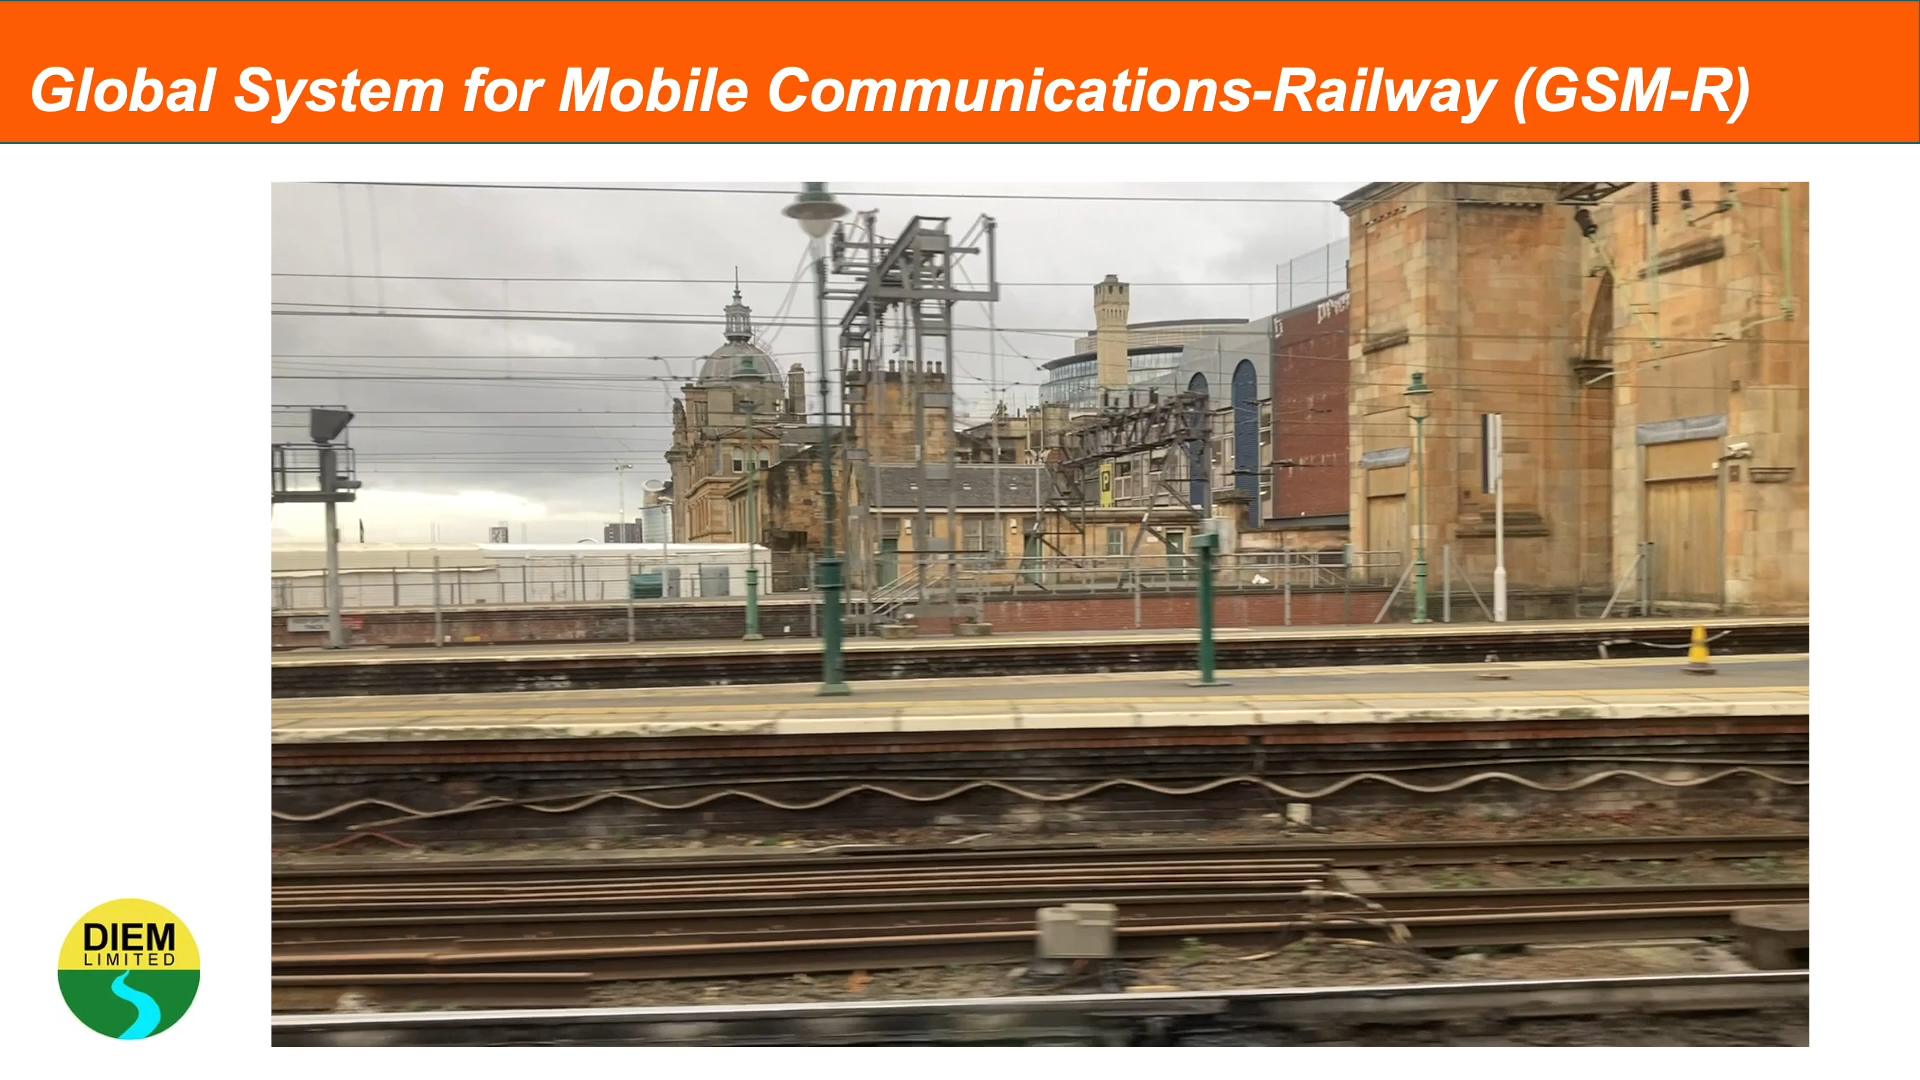 Global System for Mobile Communications-Railway (GSM-R)
P
DIEM
LIMITED